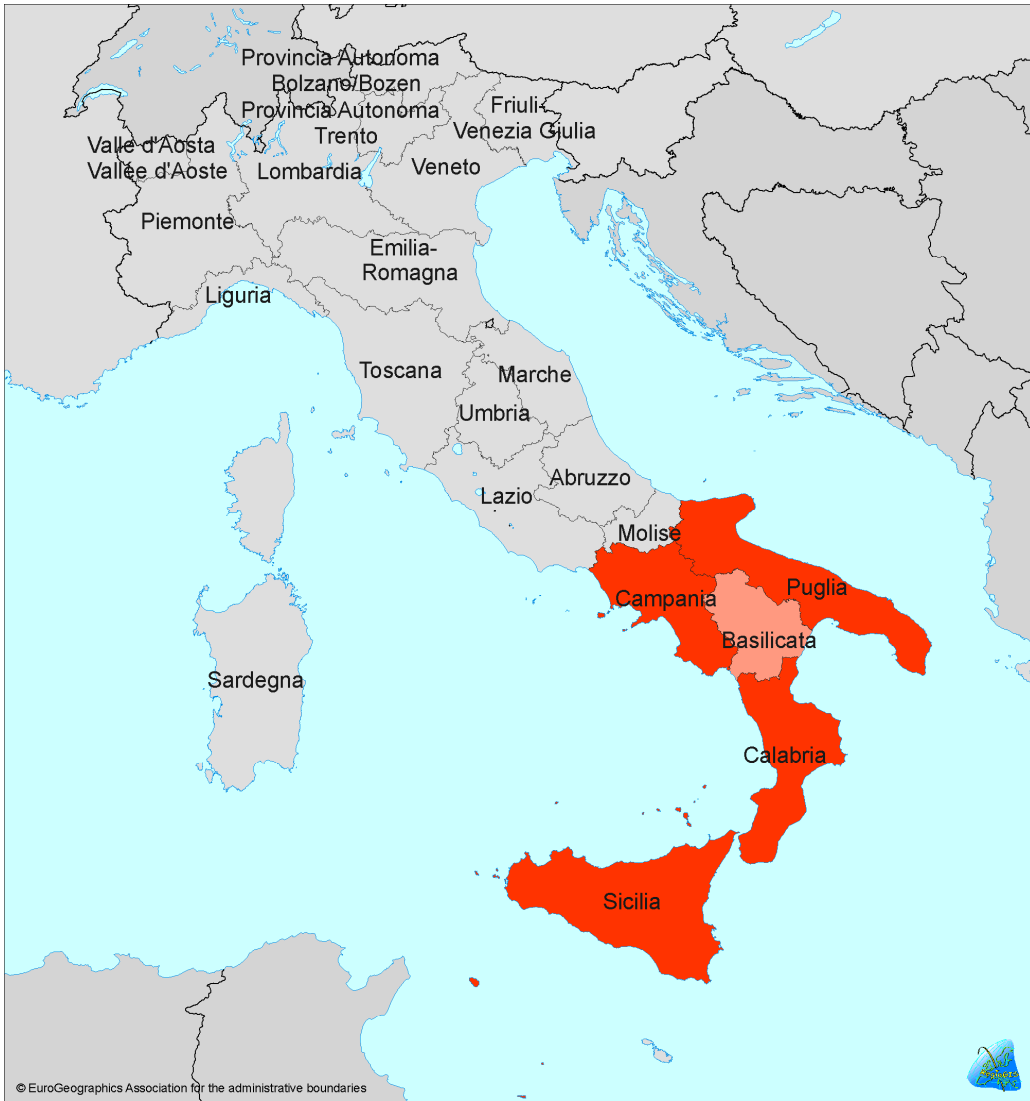 Provincia Autonoma
Bolzano/Bozen
Provincia Autonoma
Trento
Friuli-
Venezia Giulia
Valle d'Aosta
Vallée d'Aoste
Lombardia
Veneto
Piemonte
Emilia-
Romagna
Liguria
Toscana
Marche
Umbria
Abruzzo
Lazio
Molise
Campania
Puglia
Basilicata
Sardegna
Calabria
Sicilia
© EuroGeographics Association for the administrative boundaries